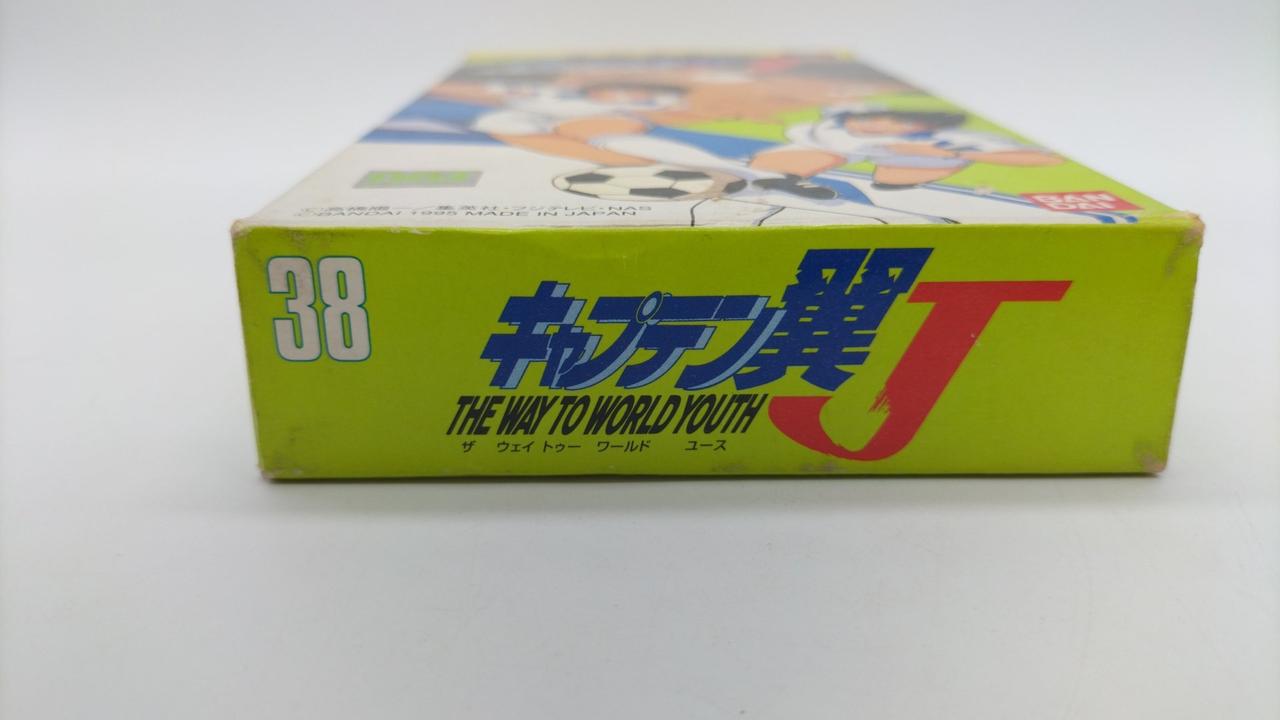 ©高橋陽一/集英社・フジテレビ・NAS
©BANDAI 1995 MADE IN JAPAN
BAN
DAI
38
キャプテン翼J
THE WAY TO WORLD YOUTH
ザ ウェイ トゥー ワールド ユース